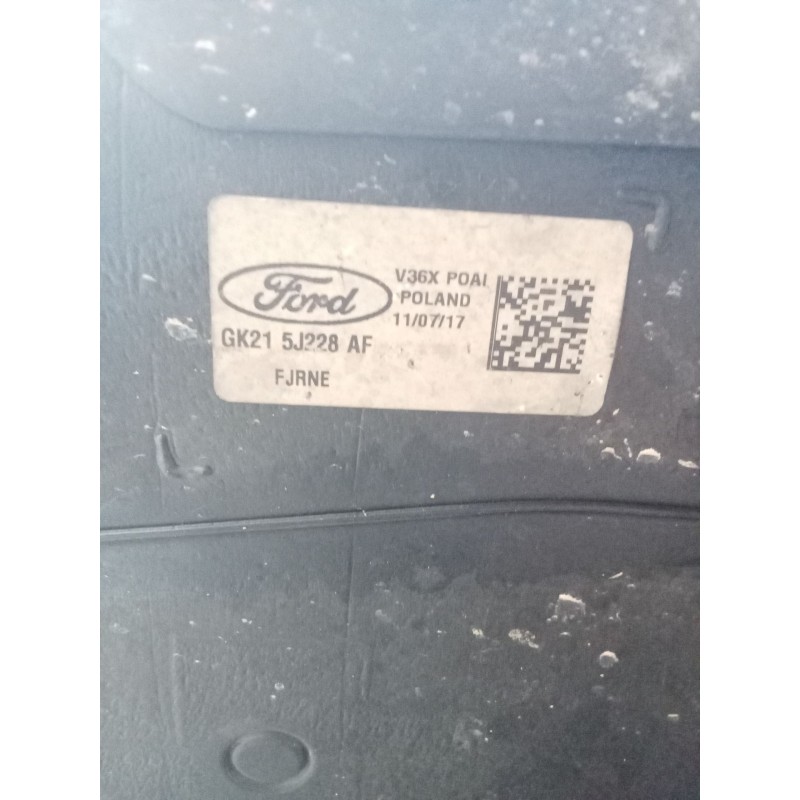 Ford
V36X POAI
POLAND
11/07/17
GK21 5J228 AF
FJRNE